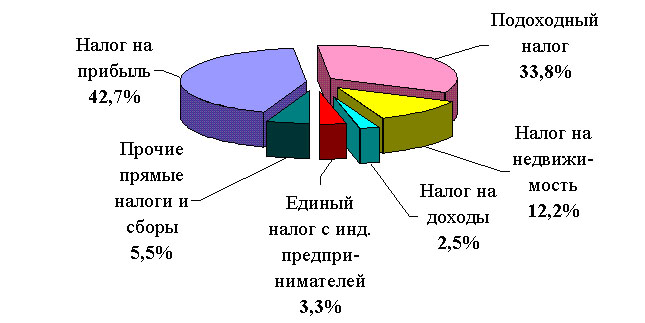 Подоходный
налог
33,8%
Налог на
прибыль
42,7%
Налог на
недвижи-
мость
12,2%
Прочие
прямые
налоги и
сборы
5,5%
Единый
налог с инд.
предпри-
нимателей
3,3%
Налог на
доходы
2,5%